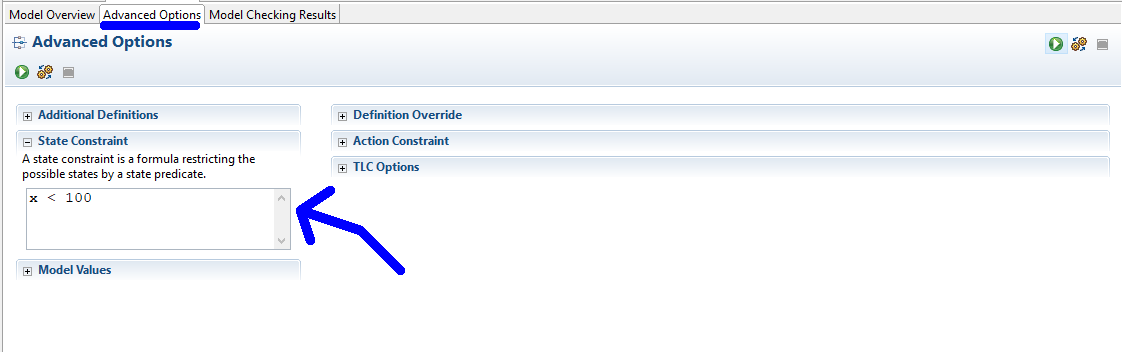 Model Overview Advanced Options Model Checking Results
Advanced Options
Additional Definitions
State Constraint
A state constraint is a formula restricting the
possible states by a state predicate.
x < 100
Model Values
Definition Override
Action Constraint
TLC Options